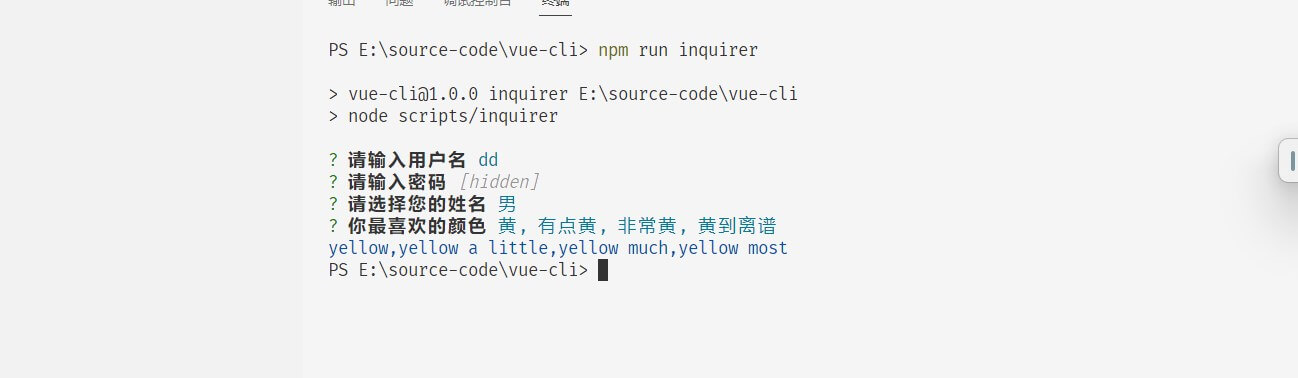 输出 问题 调试控制台 终端
PS E:\source-code\vue-cli> npm run inquirer
> vue-cli@1.0.0 inquirer E:\source-code\vue-cli
> node scripts/inquirer
? 请输入用户名 dd
? 请输入密码 [hidden]
? 请选择您的姓名 男
? 你最喜欢的颜色 黄, 有点黄, 非常黄, 黄到离谱
yellow,yellow a little,yellow much,yellow most
PS E:\source-code\vue-cli>